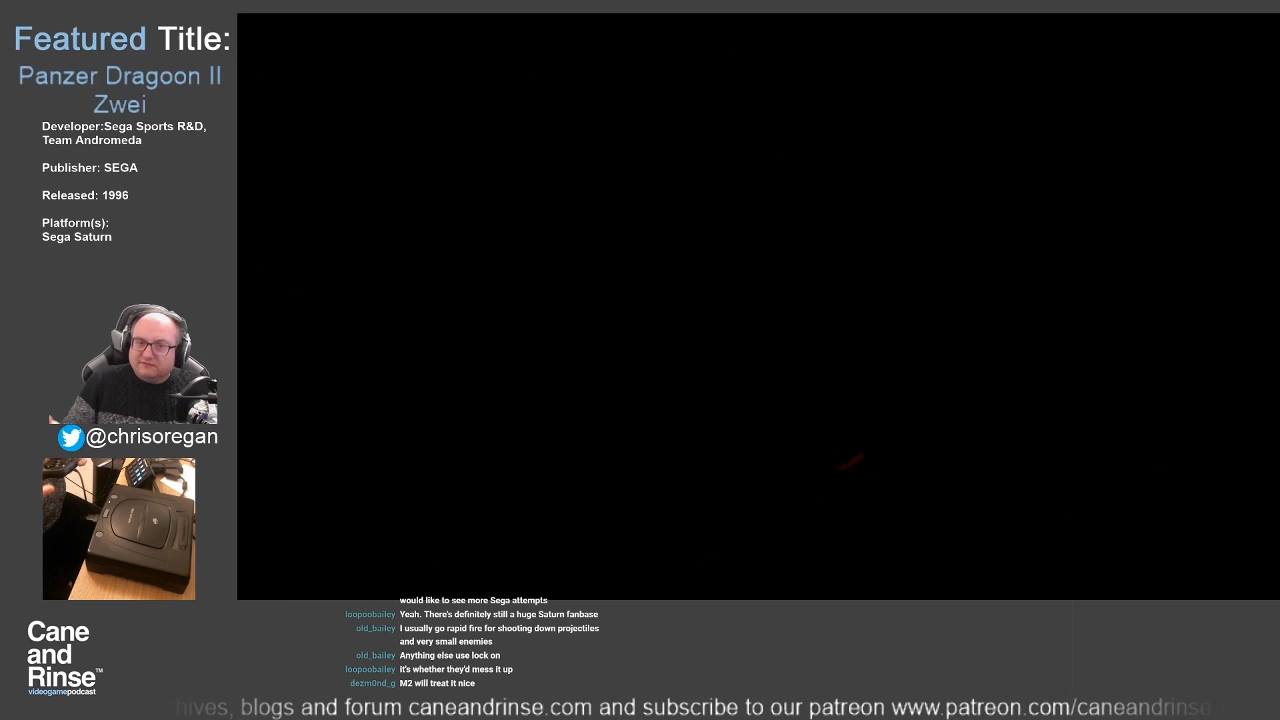 Featured Title:
Panzer Dragoon II
Zwei
Developer:Sega Sports R&D,
Team Andromeda
Publisher: SEGA
Released: 1996
Platform(s):
Sega Saturn
@chrisoregan
would like to see more Sega attempts
loopoobailey Yeah. There's definitely still a huge Saturn fanbase
old_bailey I usually go rapid fire for shooting down projectiles
and very small enemies
old_bailey Anything else use lock on
loopoobailey it's whether they'd mess it up
dezm0nd_g M2 will treat it nice
Cane
and
Rinse™
videogamepodcast
hives, blogs and forum caneandrinse.com and subscribe to our patreon www.patreon.com/caneandrinse